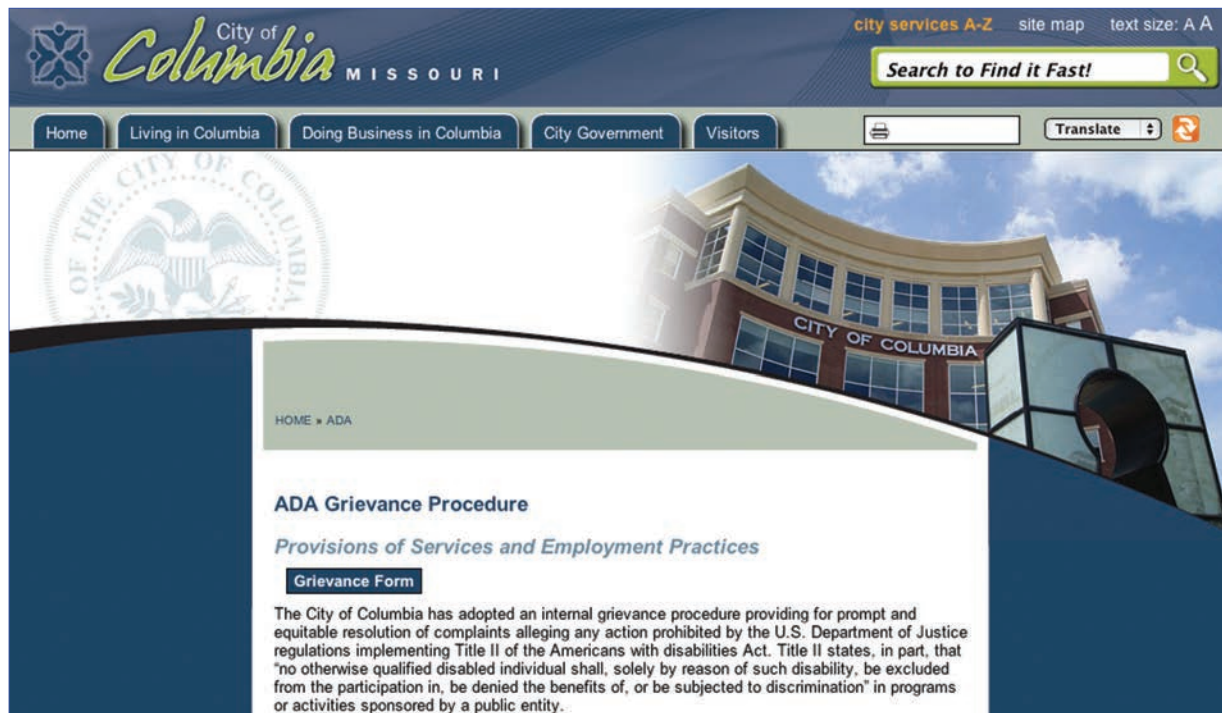 City of
Columbia
MISSOURI
city services A-Z site map text size: A A
Search to Find it Fast!
Home Living in Columbia Doing Business in Columbia City Government Visitors Translate
OF THE CITY OF COLUMBIA
CITY OF COLUMBIA
HOME » ADA
ADA Grievance Procedure
Provisions of Services and Employment Practices
Grievance Form
The City of Columbia has adopted an internal grievance procedure providing for prompt and
equitable resolution of complaints alleging any action prohibited by the U.S. Department of Justice
regulations implementing Title II of the Americans with disabilities Act. Title II states, in part, that
“no otherwise qualified disabled individual shall, solely by reason of such disability, be excluded
from the participation in, be denied the benefits of, or be subjected to discrimination” in programs
or activities sponsored by a public entity.